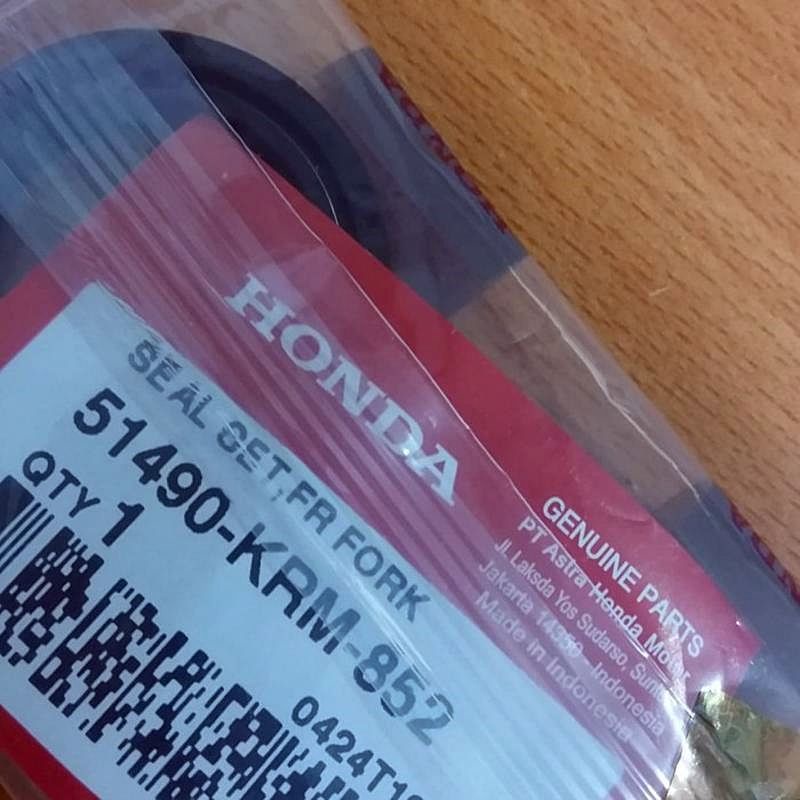 HONDA
SEAL SET,FR FORK
51490-KRM-852
QTY 1
0424T1
GENUINE PARTS
PT Astra Honda Motor
Jl. Laksda Yos Sudarso,
Jakarta 14350 - Indonesia
Made in Indonesia